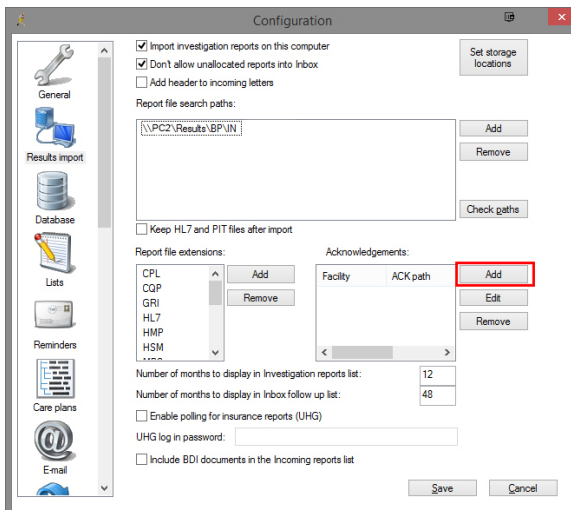 Configuration
General
Results import
Database
Lists
Reminders
Care plans
E-mail
Import investigation reports on this computer
Don't allow unallocated reports into Inbox
Add header to incoming letters
Set storage
locations
Report file search paths:
\\PC2\Results\BP\IN
Add
Remove
Check paths
Keep HL7 and PIT files after import
Report file extensions:
CPL
CQP
GRI
HL7
HMP
HSM
Add
Remove
Acknowledgements:
Facility ACK path
Add
Edit
Remove
Number of months to display in Investigation reports list: 12
Number of months to display in Inbox follow up list: 48
Enable polling for insurance reports (UHG)
UHG log in password:
Include BDI documents in the Incoming reports list
Save Cancel